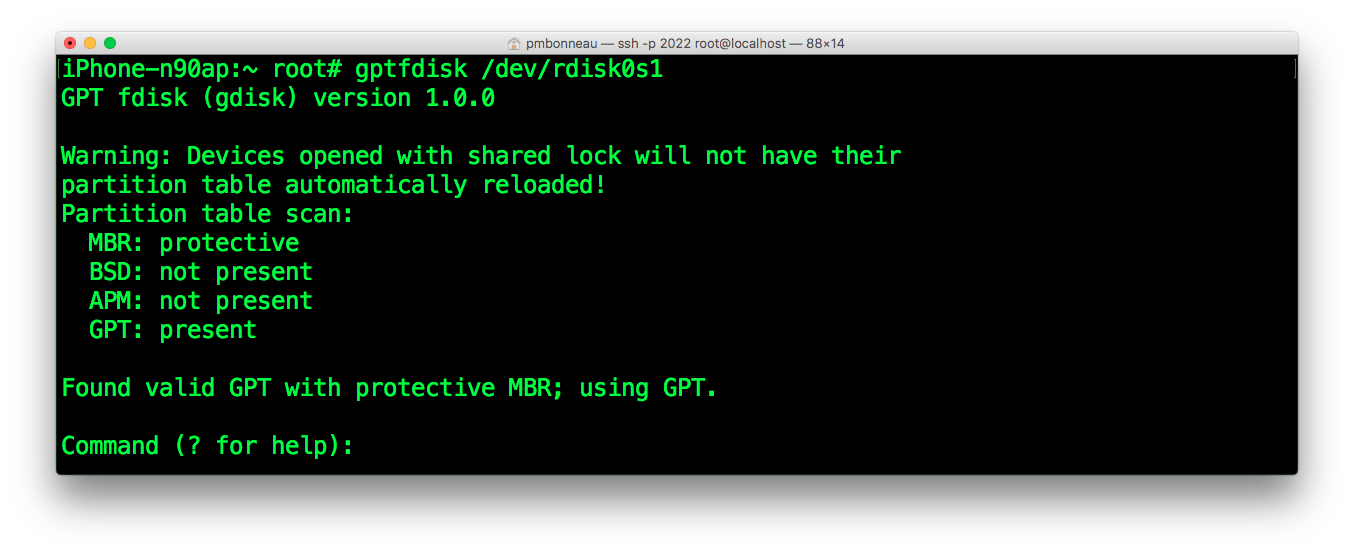 pmbonneau — ssh -p 2022 root@localhost — 88×14
[iPhone-n90ap:~ root# gptfdisk /dev/rdisk0s1 ]
GPT fdisk (gdisk) version 1.0.0
Warning: Devices opened with shared lock will not have their
partition table automatically reloaded!
Partition table scan:
MBR: protective
BSD: not present
APM: not present
GPT: present
Found valid GPT with protective MBR; using GPT.
Command (? for help):